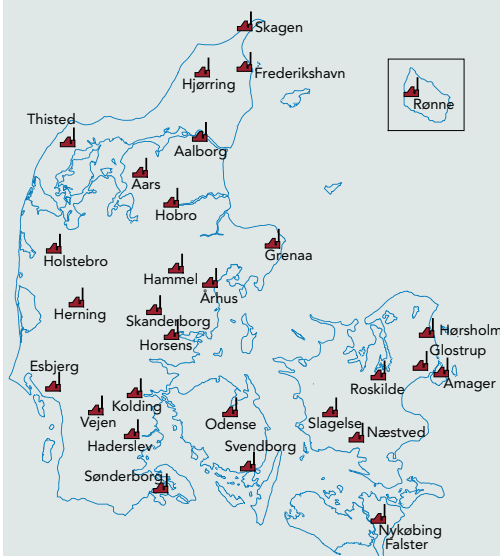 Skagen
Frederikshavn
Hjørring
Rønne
Thisted
Aalborg
Aars
Hobro
Grenaa
Holstebro
Hammel
Århus
Herning
Skanderborg
Horsens
Hørsholm
Glostrup
Amager
Roskilde
Esbjerg
Kolding
Vejen
Odense
Slagelse
Næstved
Haderslev
Svendborg
Sønderborg
Nykøbing
Falster